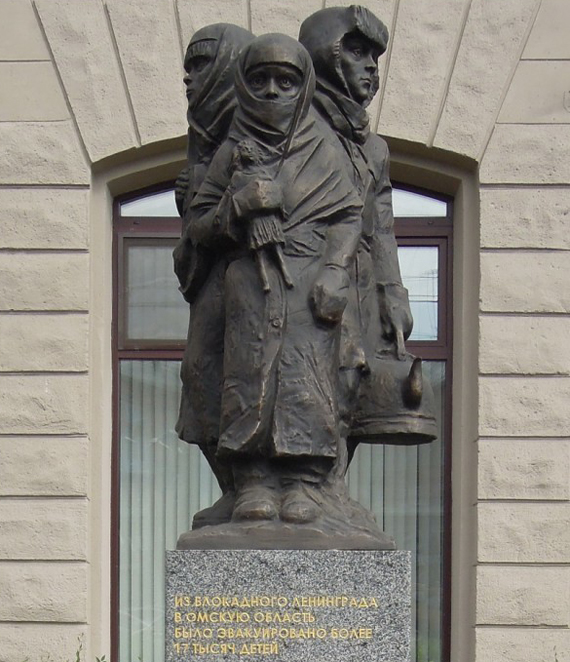 ИЗ БЛОКАДНОГО ЛЕНИНГРАДА
В ОМСКУЮ ОБЛАСТЬ
БЫЛО ЭВАКУИРОВАНО БОЛЕЕ
17 ТЫСЯЧ ДЕТЕЙ